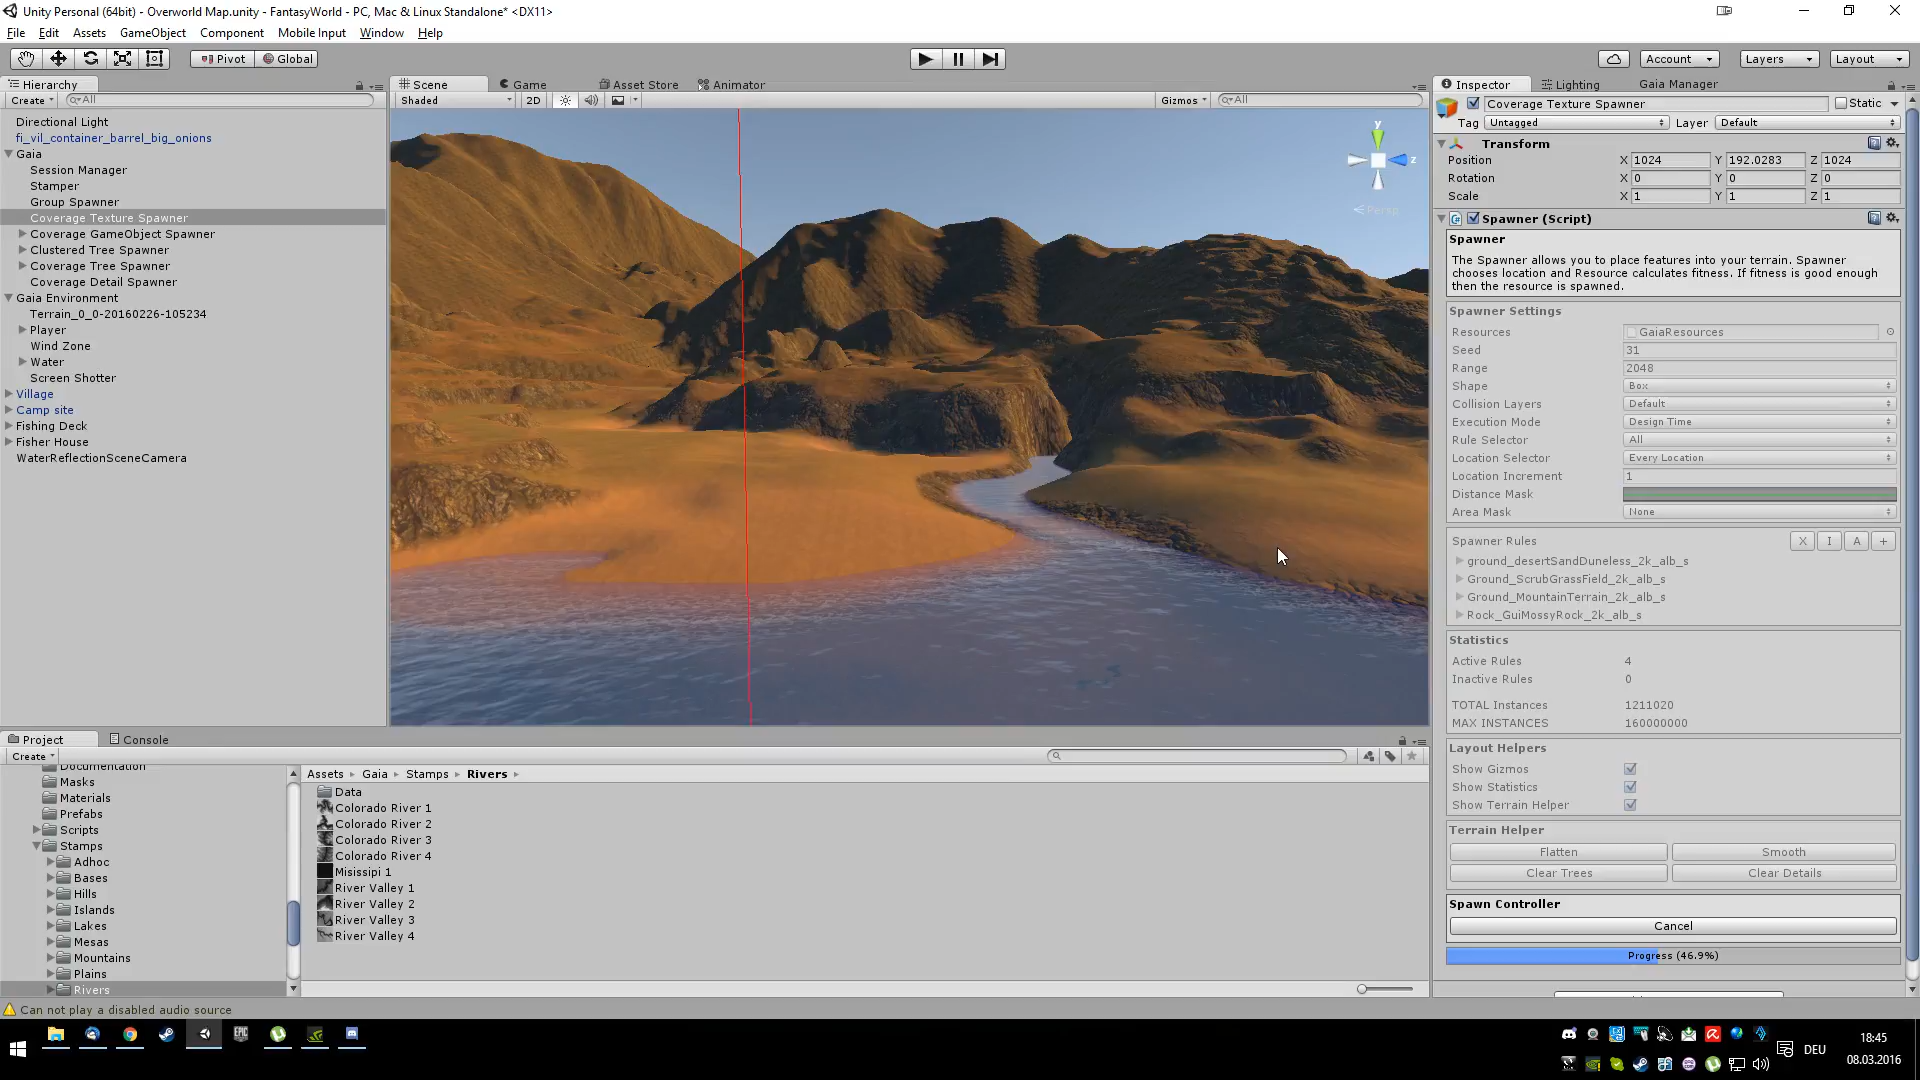 Unity Personal (64bit) - Overworld Map.unity - FantasyWorld - PC, Mac & Linux Standalone* <DX11>
File Edit Assets GameObject Component Mobile Input Window Help
Pivot Global
Account Layers Layout
Hierarchy
Create All
Directional Light
fi_vil_container_barrel_big_onions
Gaia
Session Manager
Stamper
Group Spawner
Coverage Texture Spawner
Coverage GameObject Spawner
Clustered Tree Spawner
Coverage Tree Spawner
Coverage Detail Spawner
Gaia Environment
Terrain_0_0-20160226-105234
Player
Wind Zone
Water
Screen Shotter
Village
Camp site
Fishing Deck
Fisher House
WaterReflectionSceneCamera
Scene Game Asset Store Animator
Shaded 2D Gizmos All
y
z
Persp
Inspector Lighting Gaia Manager
Coverage Texture Spawner Static
Tag Untagged Layer Default
Transform
Position X 1024 Y 192.0283 Z 1024
Rotation X 0 Y 0 Z 0
Scale X 1 Y 1 Z 1
Spawner (Script)
Spawner
The Spawner allows you to place features into your terrain. Spawner
chooses location and Resource calculates fitness. If fitness is good enough
then the resource is spawned.
Spawner Settings
Resources GaiaResources
Seed 31
Range 2048
Shape Box
Collision Layers Default
Execution Mode Design Time
Rule Selector All
Location Selector Every Location
Location Increment 1
Distance Mask
Area Mask None
Spawner Rules X I A +
ground_desertSandDuneless_2k_alb_s
Ground_ScrubGrassField_2k_alb_s
Ground_MountainTerrain_2k_alb_s
Rock_GuiMossyRock_2k_alb_s
Statistics
Active Rules 4
Inactive Rules 0
TOTAL Instances 1211020
MAX INSTANCES 160000000
Layout Helpers
Show Gizmos
Show Statistics
Show Terrain Helper
Terrain Helper
Flatten Smooth
Clear Trees Clear Details
Spawn Controller
Cancel
Progress (46.9%)
Project Console
Create
Documentation
Masks
Materials
Prefabs
Scripts
Stamps
Adhoc
Bases
Hills
Islands
Lakes
Mesas
Mountains
Plains
Rivers
Assets Gaia Stamps Rivers
Data
Colorado River 1
Colorado River 2
Colorado River 3
Colorado River 4
Misissipi 1
River Valley 1
River Valley 2
River Valley 3
River Valley 4
Can not play a disabled audio source
EPIC
DEU
18:45
08.03.2016